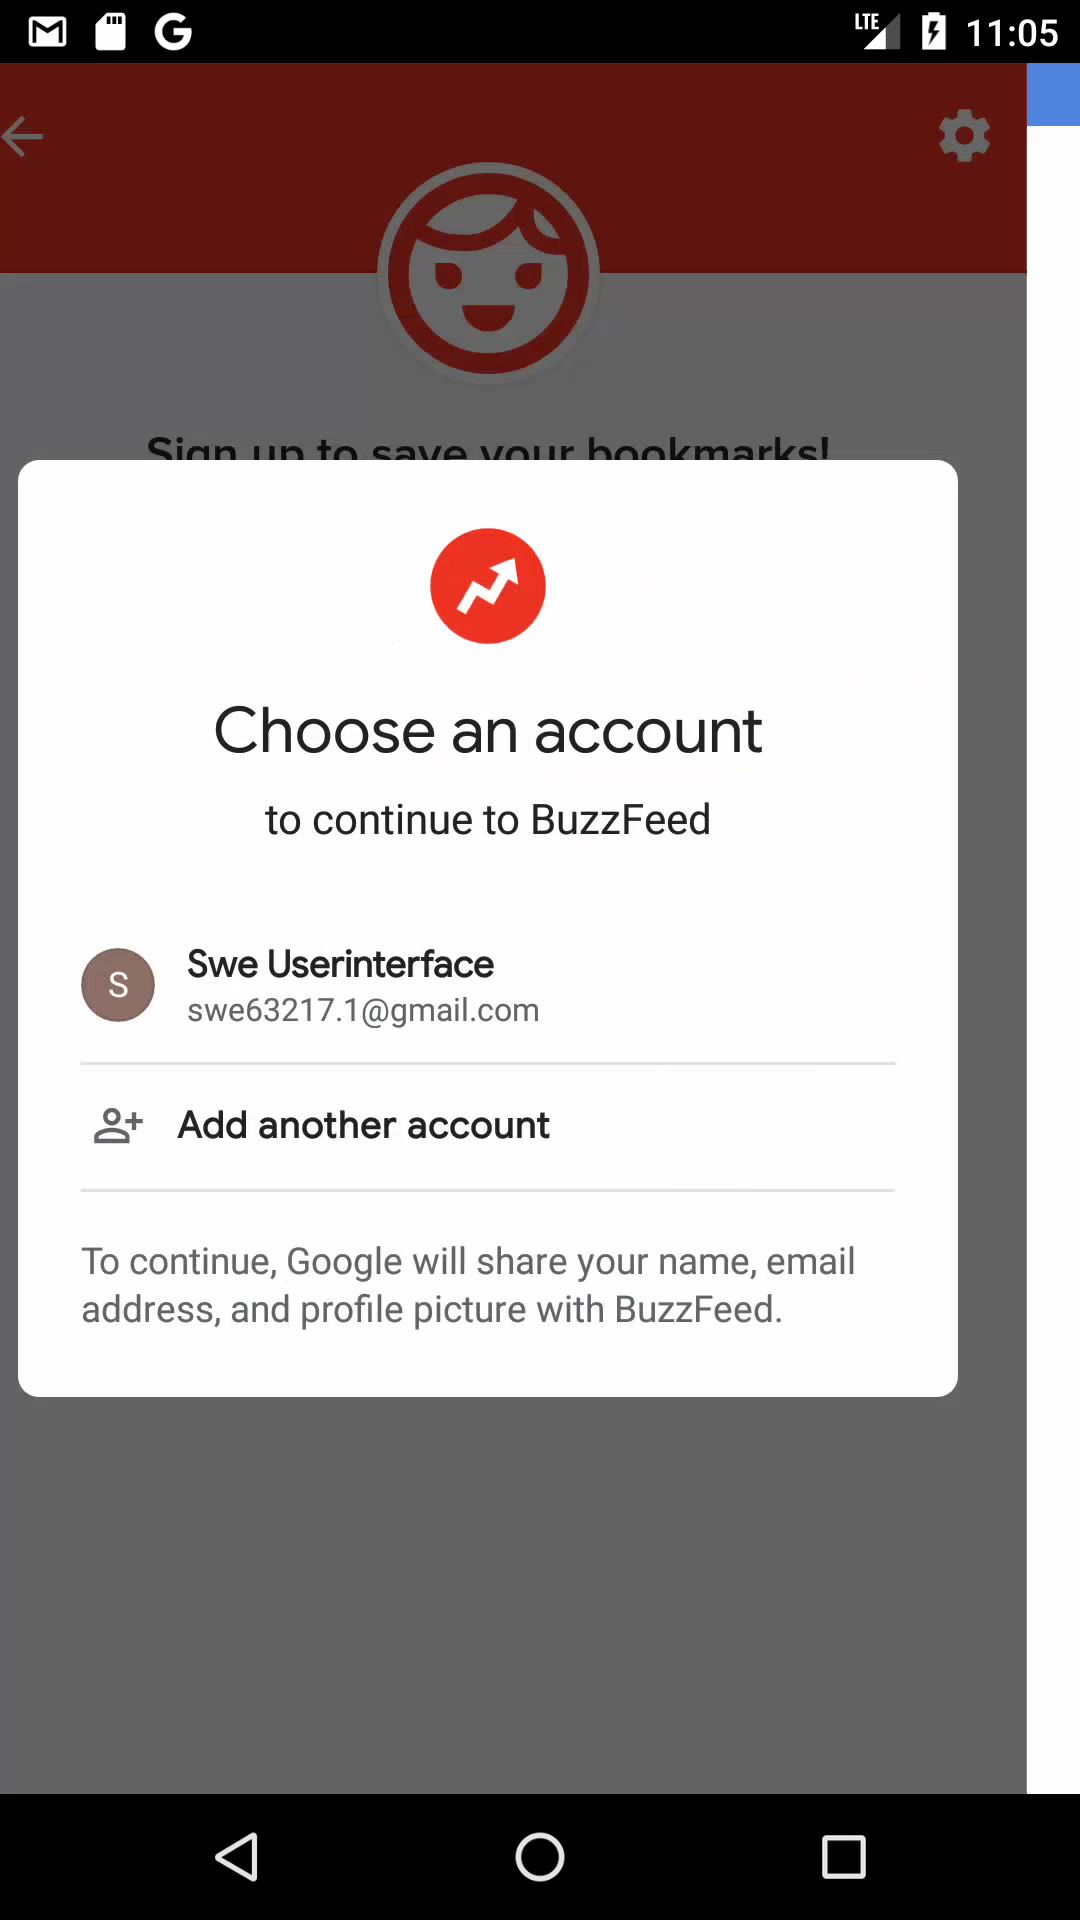 LTE 11:05
Sign up to save your bookmarks!
Choose an account
to continue to BuzzFeed
S
Swe Userinterface
swe63217.1@gmail.com
Add another account
To continue, Google will share your name, email
address, and profile picture with BuzzFeed.